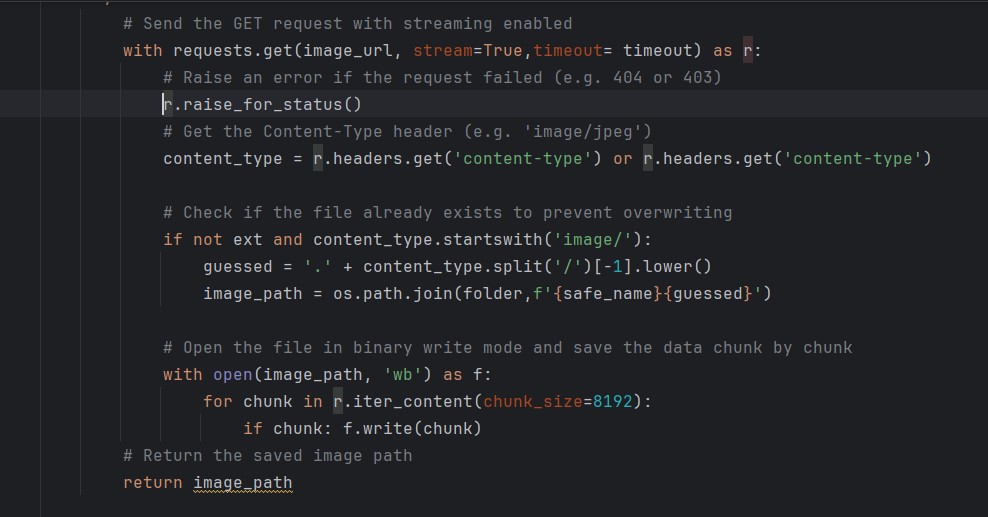 # Send the GET request with streaming enabled
with requests.get(image_url, stream=True,timeout= timeout) as r:
# Raise an error if the request failed (e.g. 404 or 403)
r.raise_for_status()
# Get the Content-Type header (e.g. 'image/jpeg')
content_type = r.headers.get('content-type') or r.headers.get('content-type')
# Check if the file already exists to prevent overwriting
if not ext and content_type.startswith('image/'):
guessed = '.' + content_type.split('/')[-1].lower()
image_path = os.path.join(folder,f'{safe_name}{guessed}')
# Open the file in binary write mode and save the data chunk by chunk
with open(image_path, 'wb') as f:
for chunk in r.iter_content(chunk_size=8192):
if chunk: f.write(chunk)
# Return the saved image path
return image_path